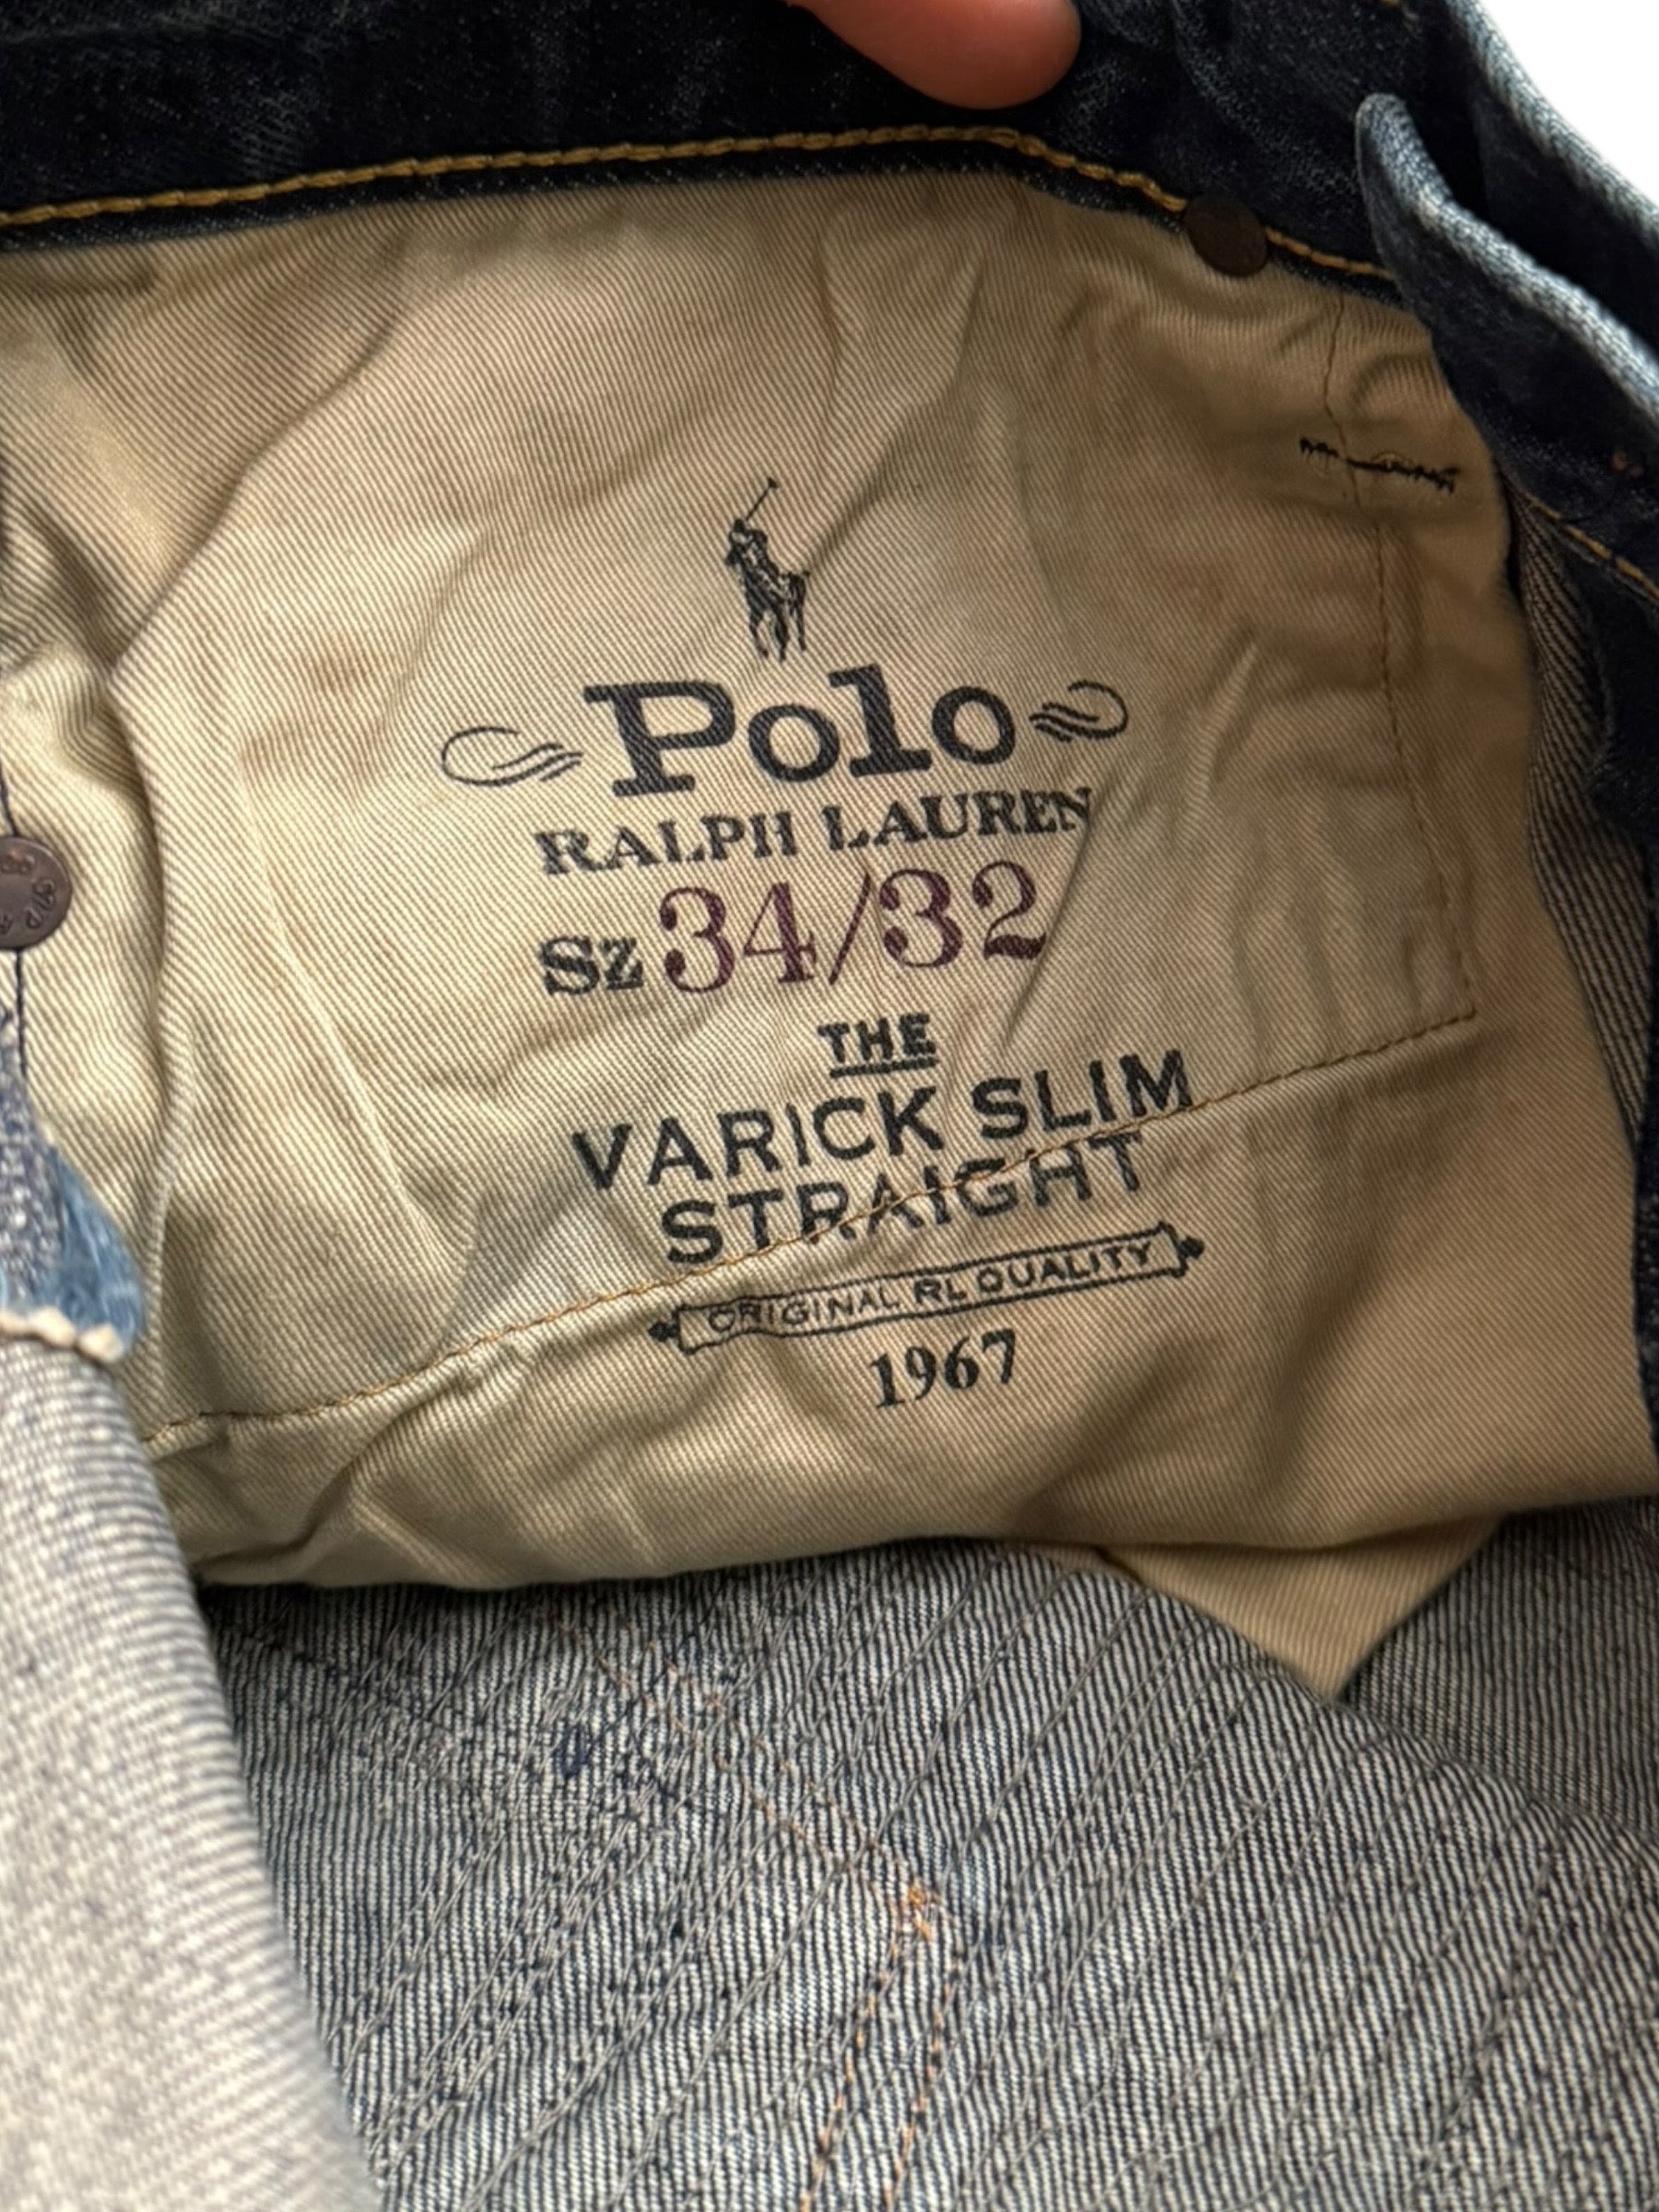 Polo
RALPH LAUREN
Sz 34/32
THE
VARICK SLIM
STRAIGHT
ORIGINAL RL QUALITY
1967